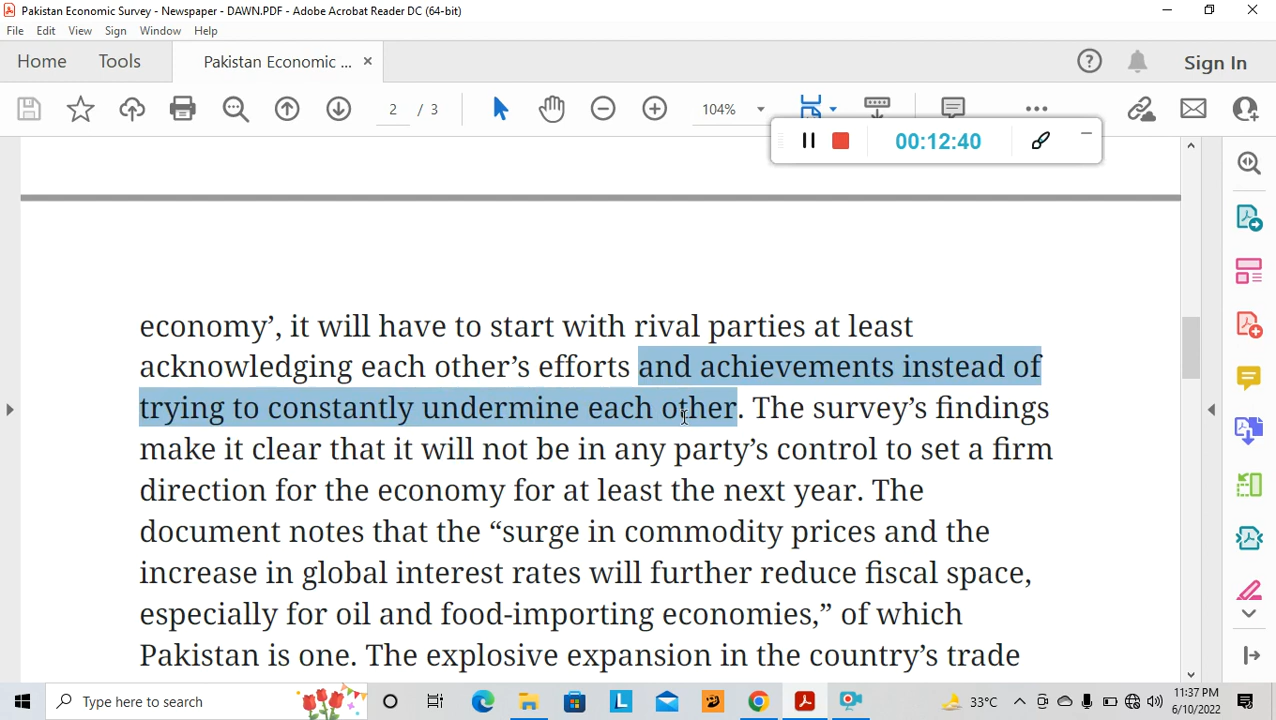 Pakistan Economic Survey - Newspaper - DAWN.PDF - Adobe Acrobat Reader DC (64-bit)
File Edit View Sign Window Help
Home Tools Pakistan Economic ... × Sign In
2 / 3 104%
00:12:40
economy’, it will have to start with rival parties at least
acknowledging each other’s efforts and achievements instead of
trying to constantly undermine each other. The survey’s findings
make it clear that it will not be in any party’s control to set a firm
direction for the economy for at least the next year. The
document notes that the “surge in commodity prices and the
increase in global interest rates will further reduce fiscal space,
especially for oil and food-importing economies,” of which
Pakistan is one. The explosive expansion in the country’s trade
Type here to search
33°C
11:37 PM
6/10/2022